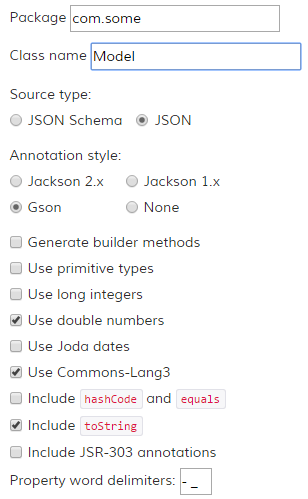 Package com.some
Class name Model
Source type:
JSON Schema JSON
Annotation style:
Jackson 2.x Jackson 1.x
Gson None
Generate builder methods
Use primitive types
Use long integers
Use double numbers
Use Joda dates
Use Commons-Lang3
Include hashCode and equals
Include toString
Include JSR-303 annotations
Property word delimiters: - _